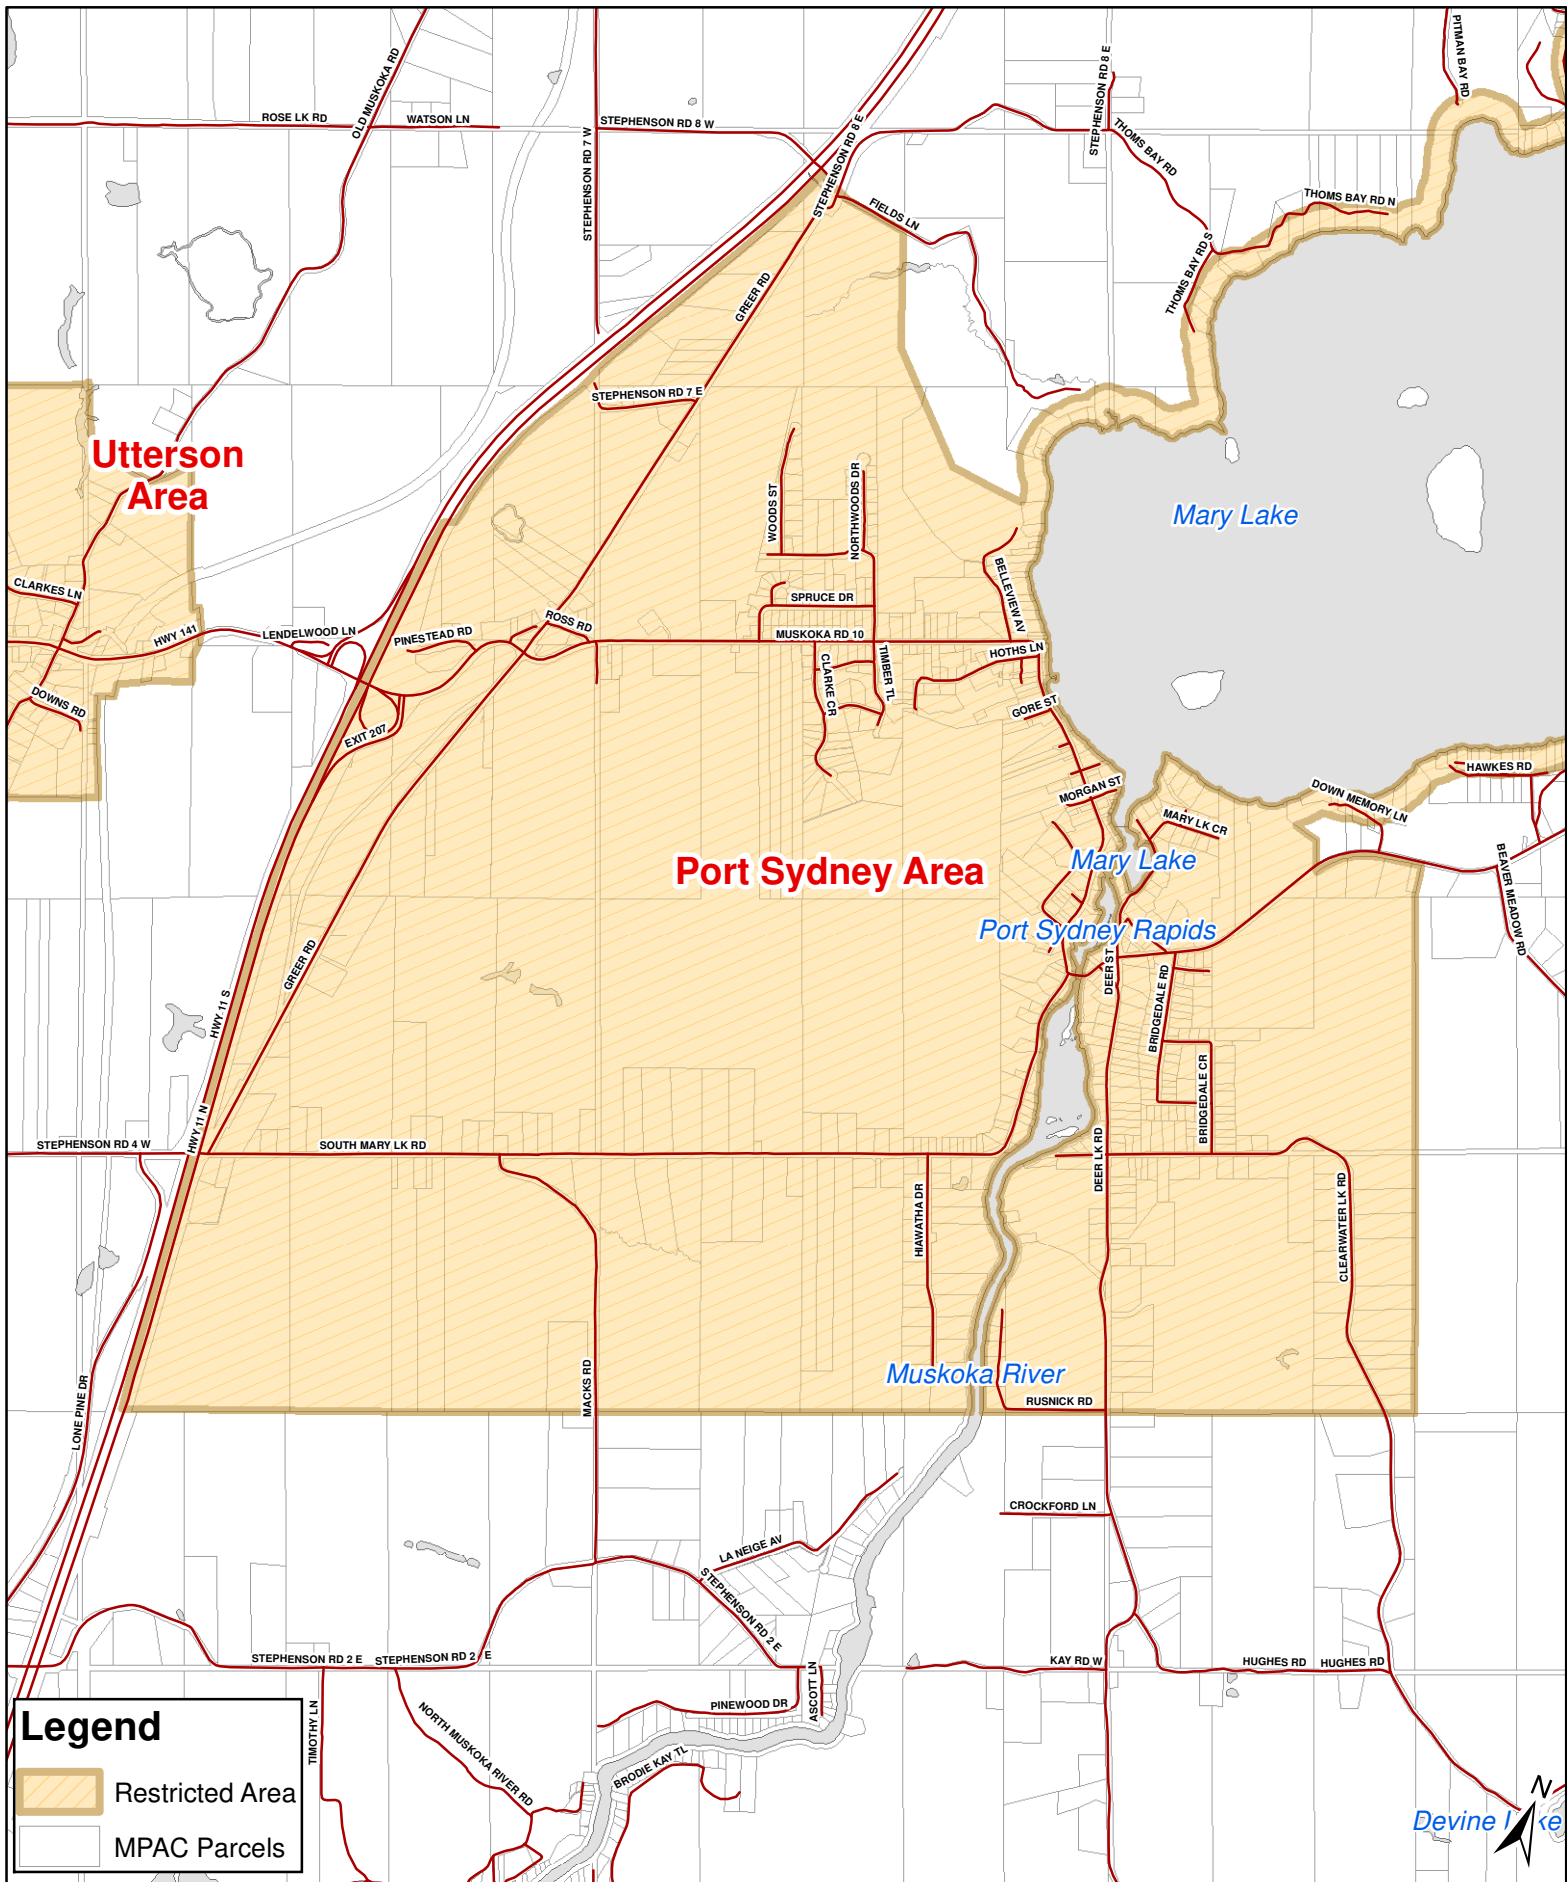 PITMAN BAY RD
OLD MUSKOKA RD
STEPHENSON RD 8 E
ROSE LK RD
WATSON LN
STEPHENSON RD 8 W
STEPHENSON RD 7 W
STEPHENSON RD 8 E
THOMS BAY RD
FIELDS LN
THOMS BAY RD N
THOMS BAY RD S
GREER RD
STEPHENSON RD 7 E
Utterson
Area
WOODS ST
NORTHWOODS DR
Mary Lake
BELLEVIEW AV
CLARKES LN
SPRUCE DR
HWY 141
LENDELWOOD LN
PINESTEAD RD
ROSS RD
MUSKOKA RD 10
HOTHS LN
CLARKE CR
TIMBER TL
DOWNS RD
EXIT 207
GORE ST
MORGAN ST
MARY LK CR
DOWN MEMORY LN
HAWKES RD
Port Sydney Area
Mary Lake
BEAVER MEADOW RD
Port Sydney Rapids
GREER RD
DEER ST
BRIDGEDALE RD
HWY 11 S
BRIDGEDALE CR
HWY 11 N
STEPHENSON RD 4 W
SOUTH MARY LK RD
DEER LK RD
HIAWATHA DR
CLEARWATER LK RD
LONE PINE DR
MACKS RD
Muskoka River
RUSNICK RD
CROCKFORD LN
LA NEIGE AV
STEPHENSON RD 2 E
STEPHENSON RD 2 E
STEPHENSON RD 2 E
KAY RD W
HUGHES RD
HUGHES RD
TIMOTHY LN
NORTH MUSKOKA RIVER RD
PINEWOOD DR
ASCOTT LN
BRODIE KAY TL
Legend
Restricted Area
MPAC Parcels
N
Devine